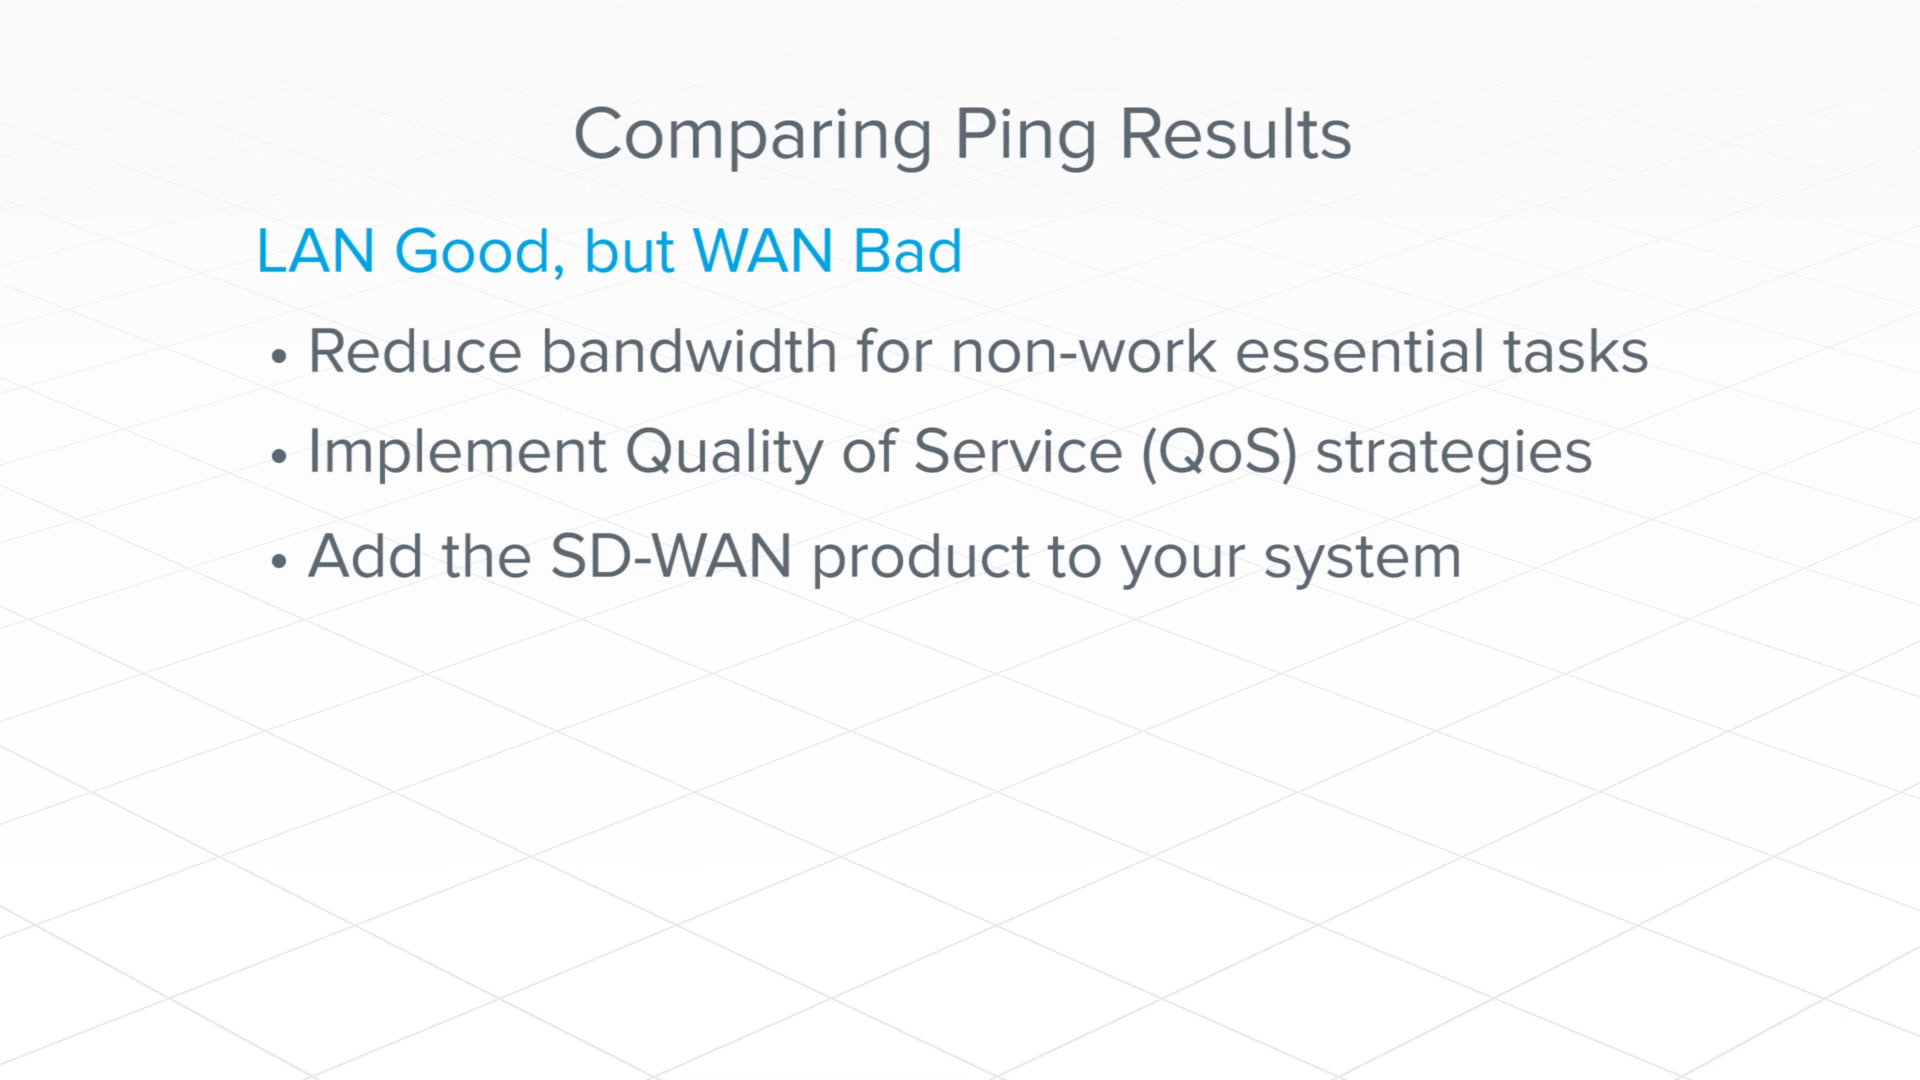 Comparing Ping Results
LAN Good, but WAN Bad
• Reduce bandwidth for non-work essential tasks
• Implement Quality of Service (QoS) strategies
• Add the SD-WAN product to your system